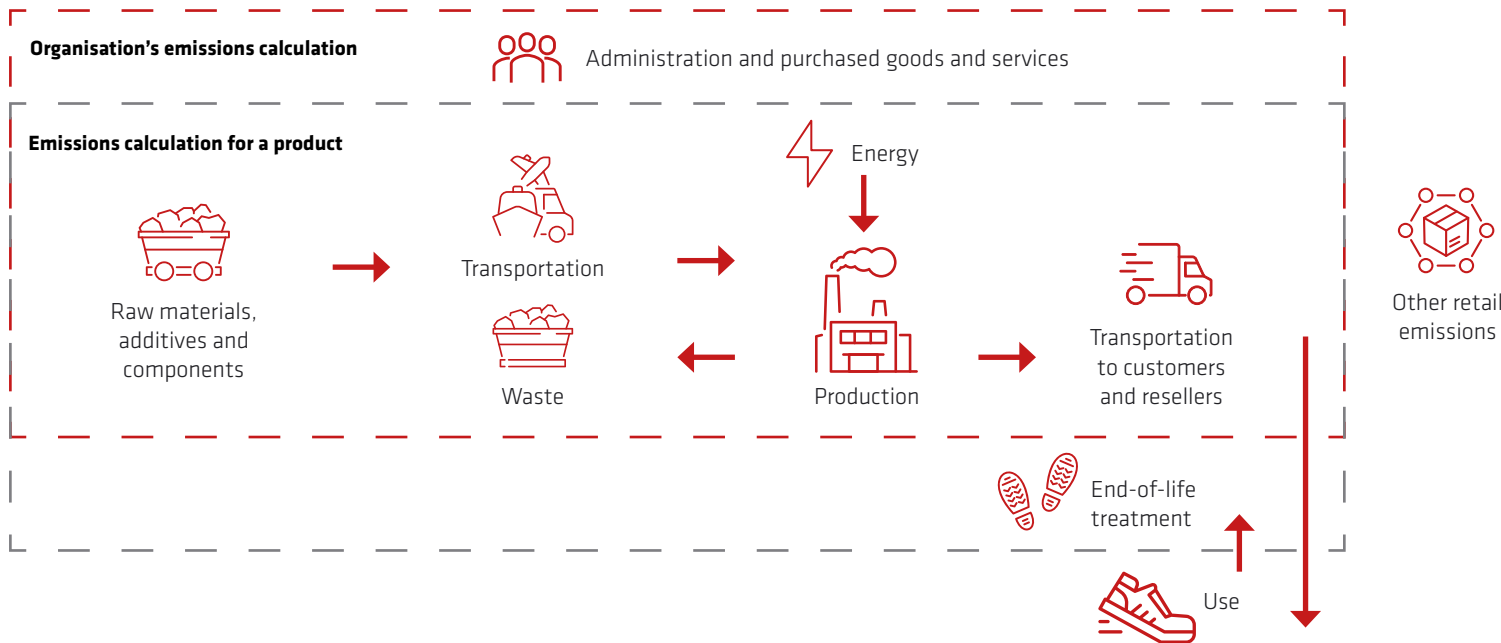 Organisation's emissions calculation
Administration and purchased goods and services
Emissions calculation for a product
Energy
Raw materials,
additives and
components
Transportation
Waste
Production
Transportation
to customers
and resellers
Other retail
emissions
End-of-life
treatment
Use